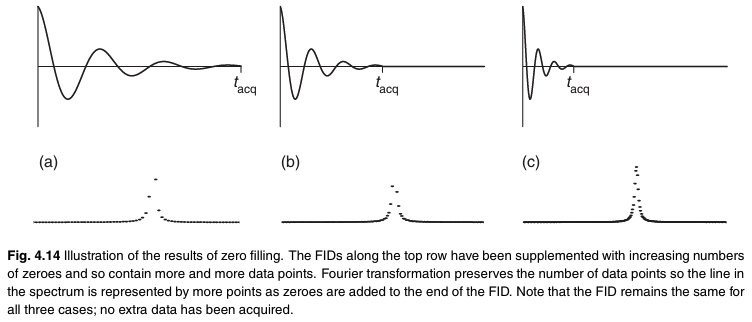 t_acq t_acq t_acq
(a) (b) (c)
Fig. 4.14 Illustration of the results of zero filling. The FIDs along the top row have been supplemented with increasing numbers
of zeroes and so contain more and more data points. Fourier transformation preserves the number of data points so the line in
the spectrum is represented by more points as zeroes are added to the end of the FID. Note that the FID remains the same for
all three cases; no extra data has been acquired.